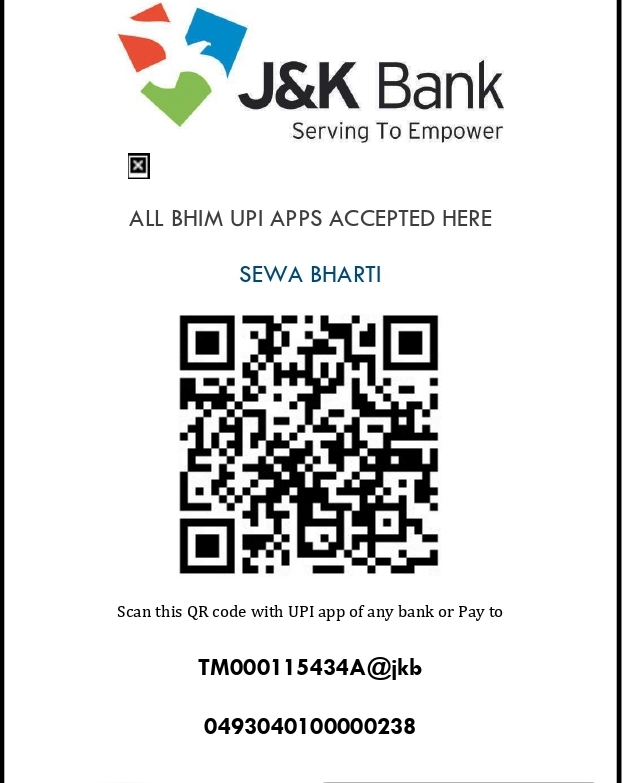 J&K Bank
Serving To Empower
ALL BHIM UPI APPS ACCEPTED HERE
SEWA BHARTI
Scan this QR code with UPI app of any bank or Pay to
TM000115434A@jkb
0493040100000238